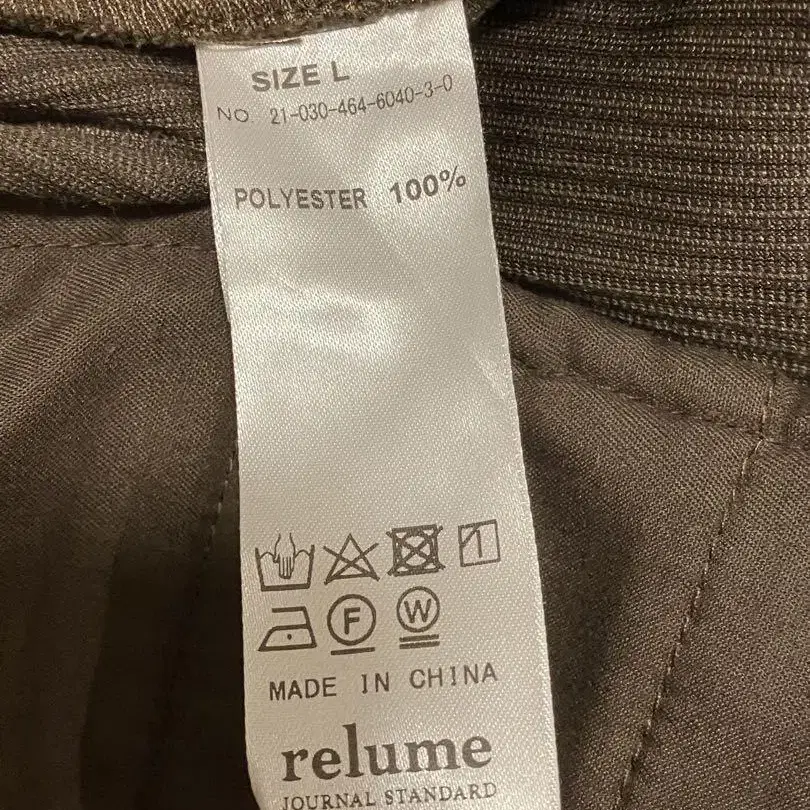 SIZE L
NO. 21-030-464-6040-3-0
POLYESTER 100%
F W
MADE IN CHINA
relume
JOURNAL STANDARD